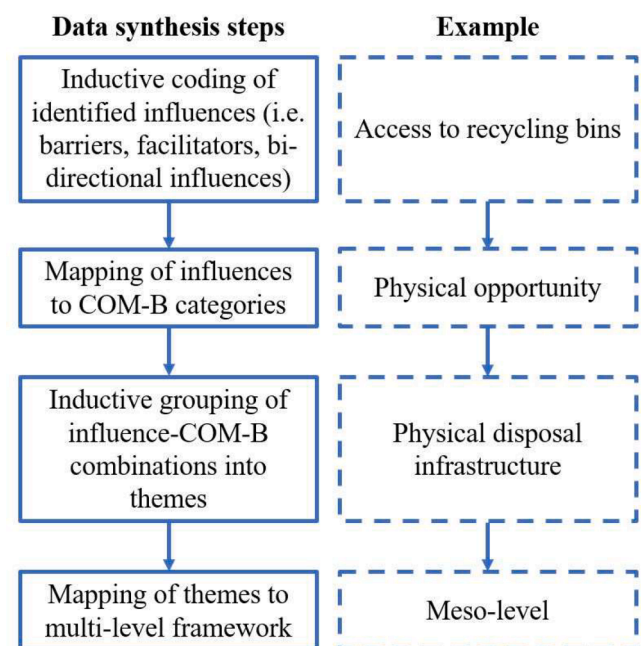 Data synthesis steps
Example
Inductive coding of
identified influences (i.e.
barriers, facilitators, bi-
directional influences)
Access to recycling bins
Mapping of influences
to COM-B categories
Physical opportunity
Inductive grouping of
influence-COM-B
combinations into
themes
Physical disposal
infrastructure
Mapping of themes to
multi-level framework
Meso-level